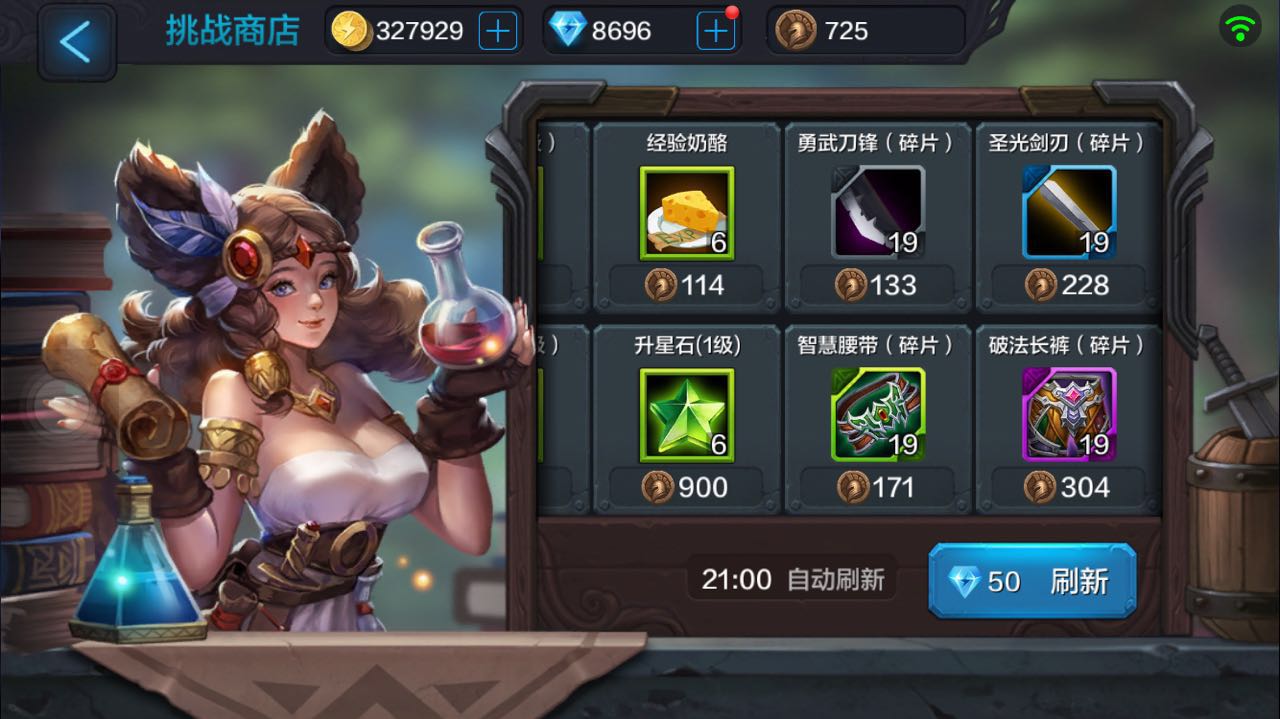 挑战商店 327929 8696 725
级) 经验奶酪 勇武刀锋(碎片) 圣光剑刃(碎片)
6 19 19
114 133 228
级) 升星石(1级) 智慧腰带(碎片) 破法长裤(碎片)
6 19 19
900 171 304
21:00 自动刷新 50 刷新